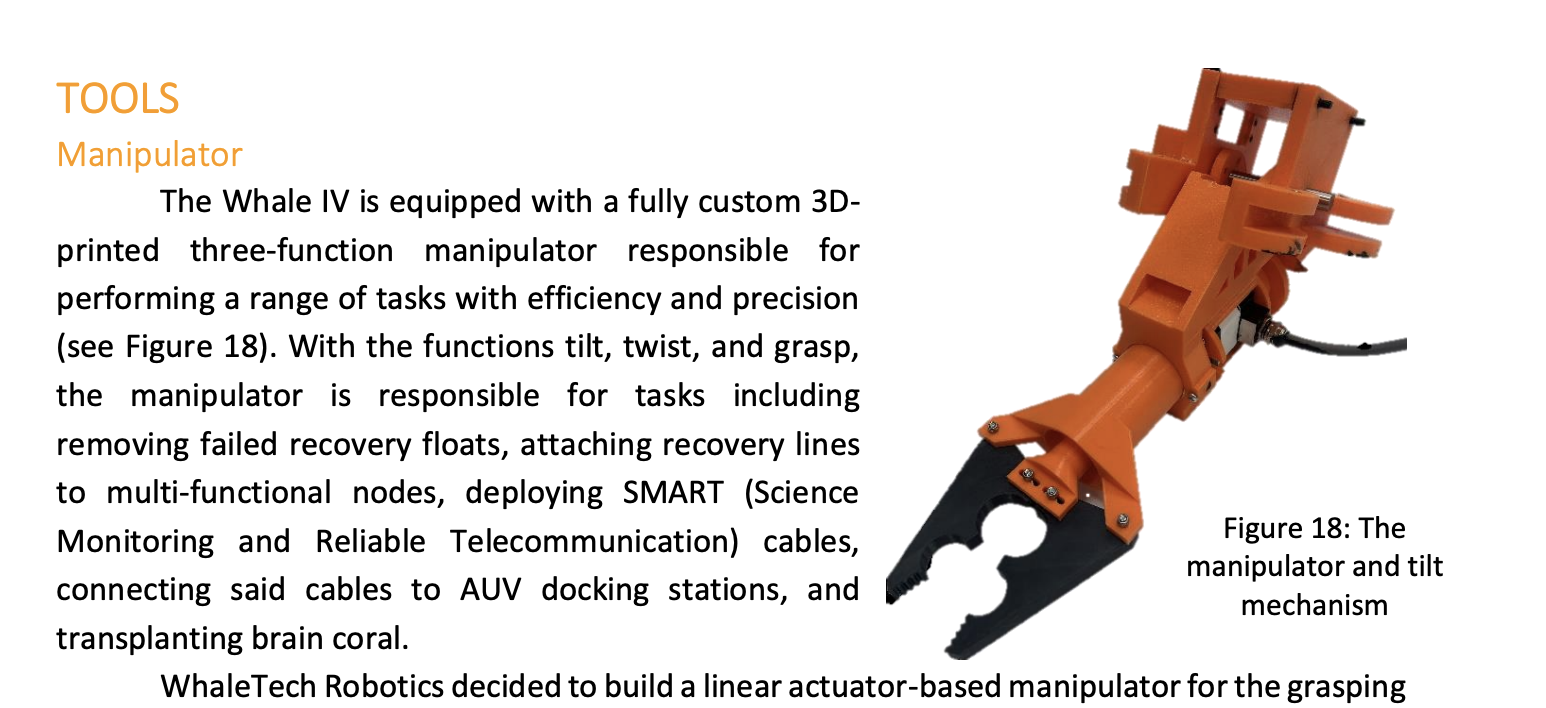 TOOLS
Manipulator
The Whale IV is equipped with a fully custom 3D-
printed three-function manipulator responsible for
performing a range of tasks with efficiency and precision
(see Figure 18). With the functions tilt, twist, and grasp,
the manipulator is responsible for tasks including
removing failed recovery floats, attaching recovery lines
to multi-functional nodes, deploying SMART (Science
Monitoring and Reliable Telecommunication) cables,
connecting said cables to AUV docking stations, and
transplanting brain coral.
Figure 18: The
manipulator and tilt
mechanism
WhaleTech Robotics decided to build a linear actuator-based manipulator for the grasping